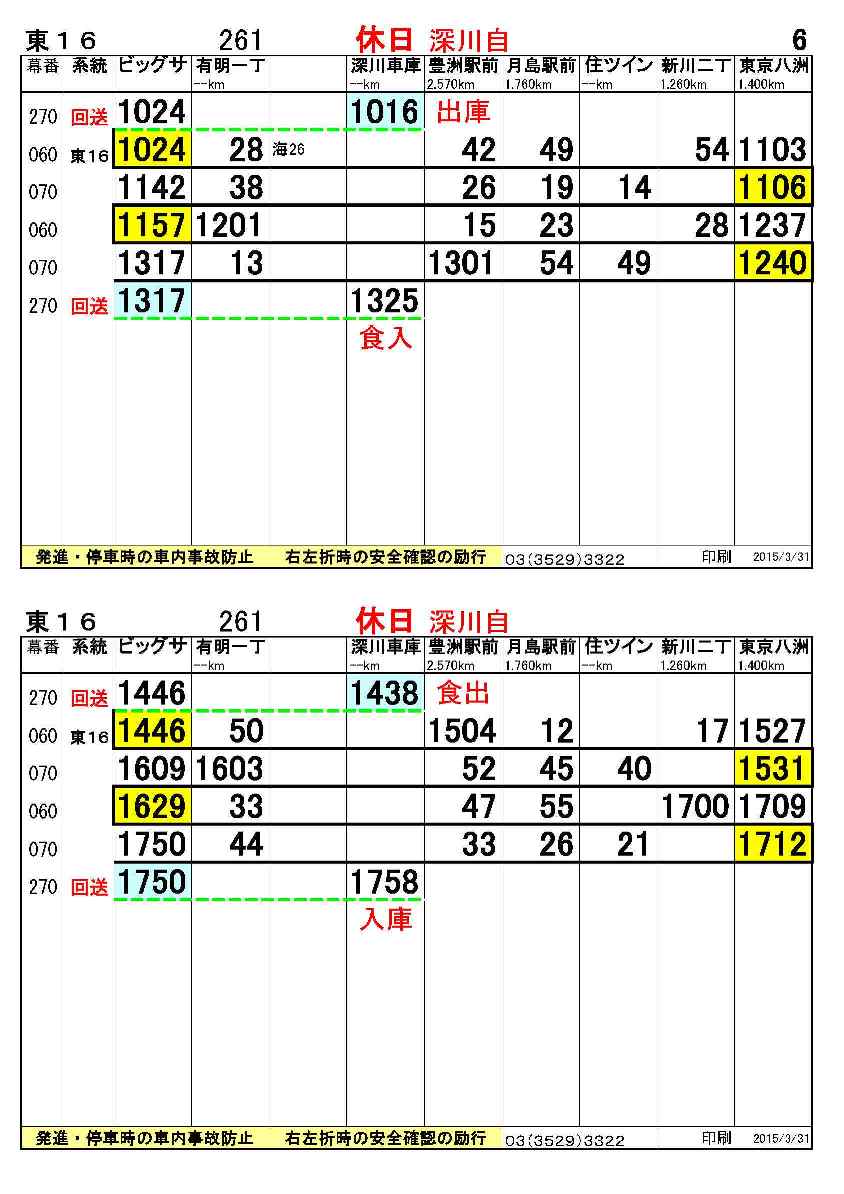 東１６ 261 休日 深川自 6
幕番 系統 ビッグサ 有明一丁 深川車庫 豊洲駅前 月島駅前 住ツイン 新川二丁 東京八洲
--km --km 2.570km 1.760km --km 1.260km 1.400km
270 回送 1024 1016 出庫
060 東16 1024 28 海26 42 49 54 1103
070 1142 38 26 19 14 1106
060 1157 1201 15 23 28 1237
070 1317 13 1301 54 49 1240
270 回送 1317 1325
食入
発進・停車時の車内事故防止 右左折時の安全確認の励行 03(3529)3322 印刷 2015/3/31
東１６ 261 休日 深川自
幕番 系統 ビッグサ 有明一丁 深川車庫 豊洲駅前 月島駅前 住ツイン 新川二丁 東京八洲
--km --km 2.570km 1.760km --km 1.260km 1.400km
270 回送 1446 1438 食出
060 東16 1446 50 1504 12 17 1527
070 1609 1603 52 45 40 1531
060 1629 33 47 55 1700 1709
070 1750 44 33 26 21 1712
270 回送 1750 1758
入庫
発進・停車時の車内事故防止 右左折時の安全確認の励行 03(3529)3322 印刷 2015/3/31